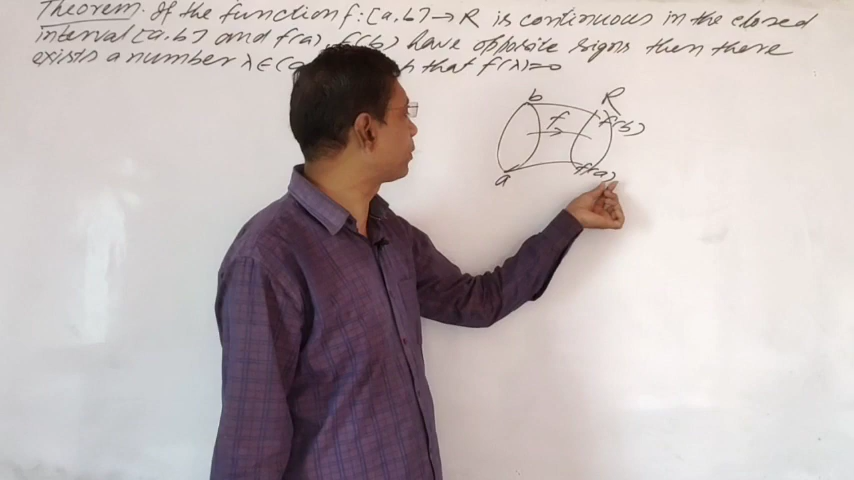 Theorem. If the function f: [a,b] → R is continuous in the closed
interval [a,b] and f(a), f(b) have opposite signs then there
exists a number λ∈( that f(λ)=0
b R
f f(b)
a f(a)